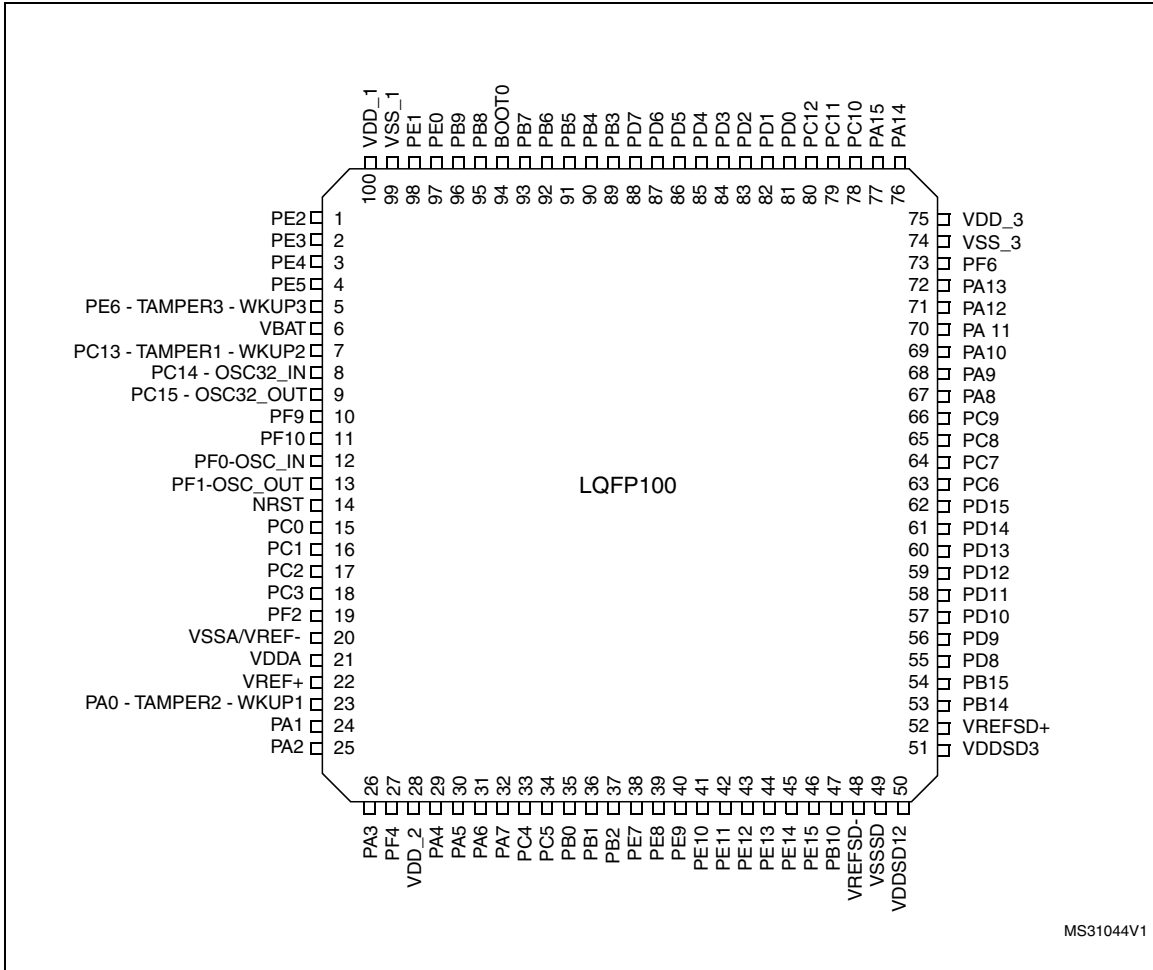 VDD_1 VSS_1 PE1 PE0 PB9 PB8 BOOT0 PB7 PB6 PB5 PB4 PB3 PD7 PD6 PD5 PD4 PD3 PD2 PD1 PD0 PC12 PC11 PC10 PA15 PA14
100 99 98 97 96 95 94 93 92 91 90 89 88 87 86 85 84 83 82 81 80 79 78 77 76
PE2 1
PE3 2
PE4 3
PE5 4
PE6 - TAMPER3 - WKUP3 5
VBAT 6
PC13 - TAMPER1 - WKUP2 7
PC14 - OSC32_IN 8
PC15 - OSC32_OUT 9
PF9 10
PF10 11
PF0-OSC_IN 12
PF1-OSC_OUT 13
NRST 14
PC0 15
PC1 16
PC2 17
PC3 18
PF2 19
VSSA/VREF- 20
VDDA 21
VREF+ 22
PA0 - TAMPER2 - WKUP1 23
PA1 24
PA2 25
LQFP100
75 VDD_3
74 VSS_3
73 PF6
72 PA13
71 PA12
70 PA 11
69 PA10
68 PA9
67 PA8
66 PC9
65 PC8
64 PC7
63 PC6
62 PD15
61 PD14
60 PD13
59 PD12
58 PD11
57 PD10
56 PD9
55 PD8
54 PB15
53 PB14
52 VREFSD+
51 VDDSD3
26 27 28 29 30 31 32 33 34 35 36 37 38 39 40 41 42 43 44 45 46 47 48 49 50
PA3 PF4 VDD_2 PA4 PA5 PA6 PA7 PC4 PC5 PB0 PB1 PB2 PE7 PE8 PE9 PE10 PE11 PE12 PE13 PE14 PE15 PB10 VREFSD- VSSSD VDDSD12
MS31044V1